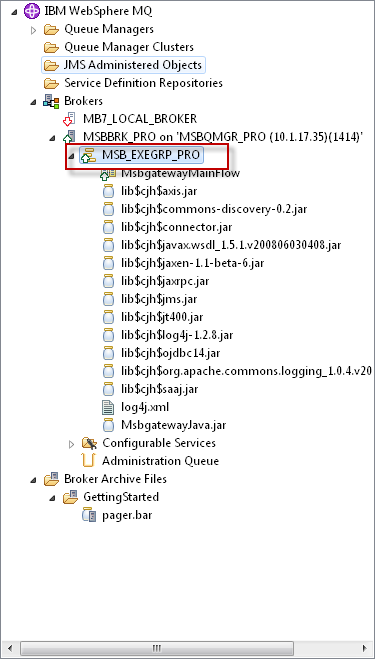 IBM WebSphere MQ
Queue Managers
Queue Manager Clusters
JMS Administered Objects
Service Definition Repositories
Brokers
MB7_LOCAL_BROKER
MSBBRK_PRO on 'MSBQMGR_PRO (10.1.17.35)(1414)'
MSB_EXEGRP_PRO
MsbgatewayMainFlow
lib$cjh$axis.jar
lib$cjh$commons-discovery-0.2.jar
lib$cjh$connector.jar
lib$cjh$javax.wsdl_1.5.1.v200806030408.jar
lib$cjh$jaxen-1.1-beta-6.jar
lib$cjh$jaxrpc.jar
lib$cjh$jms.jar
lib$cjh$jt400.jar
lib$cjh$log4j-1.2.8.jar
lib$cjh$ojdbc14.jar
lib$cjh$org.apache.commons.logging_1.0.4.v20
lib$cjh$saaj.jar
log4j.xml
MsbgatewayJava.jar
Configurable Services
Administration Queue
Broker Archive Files
GettingStarted
pager.bar